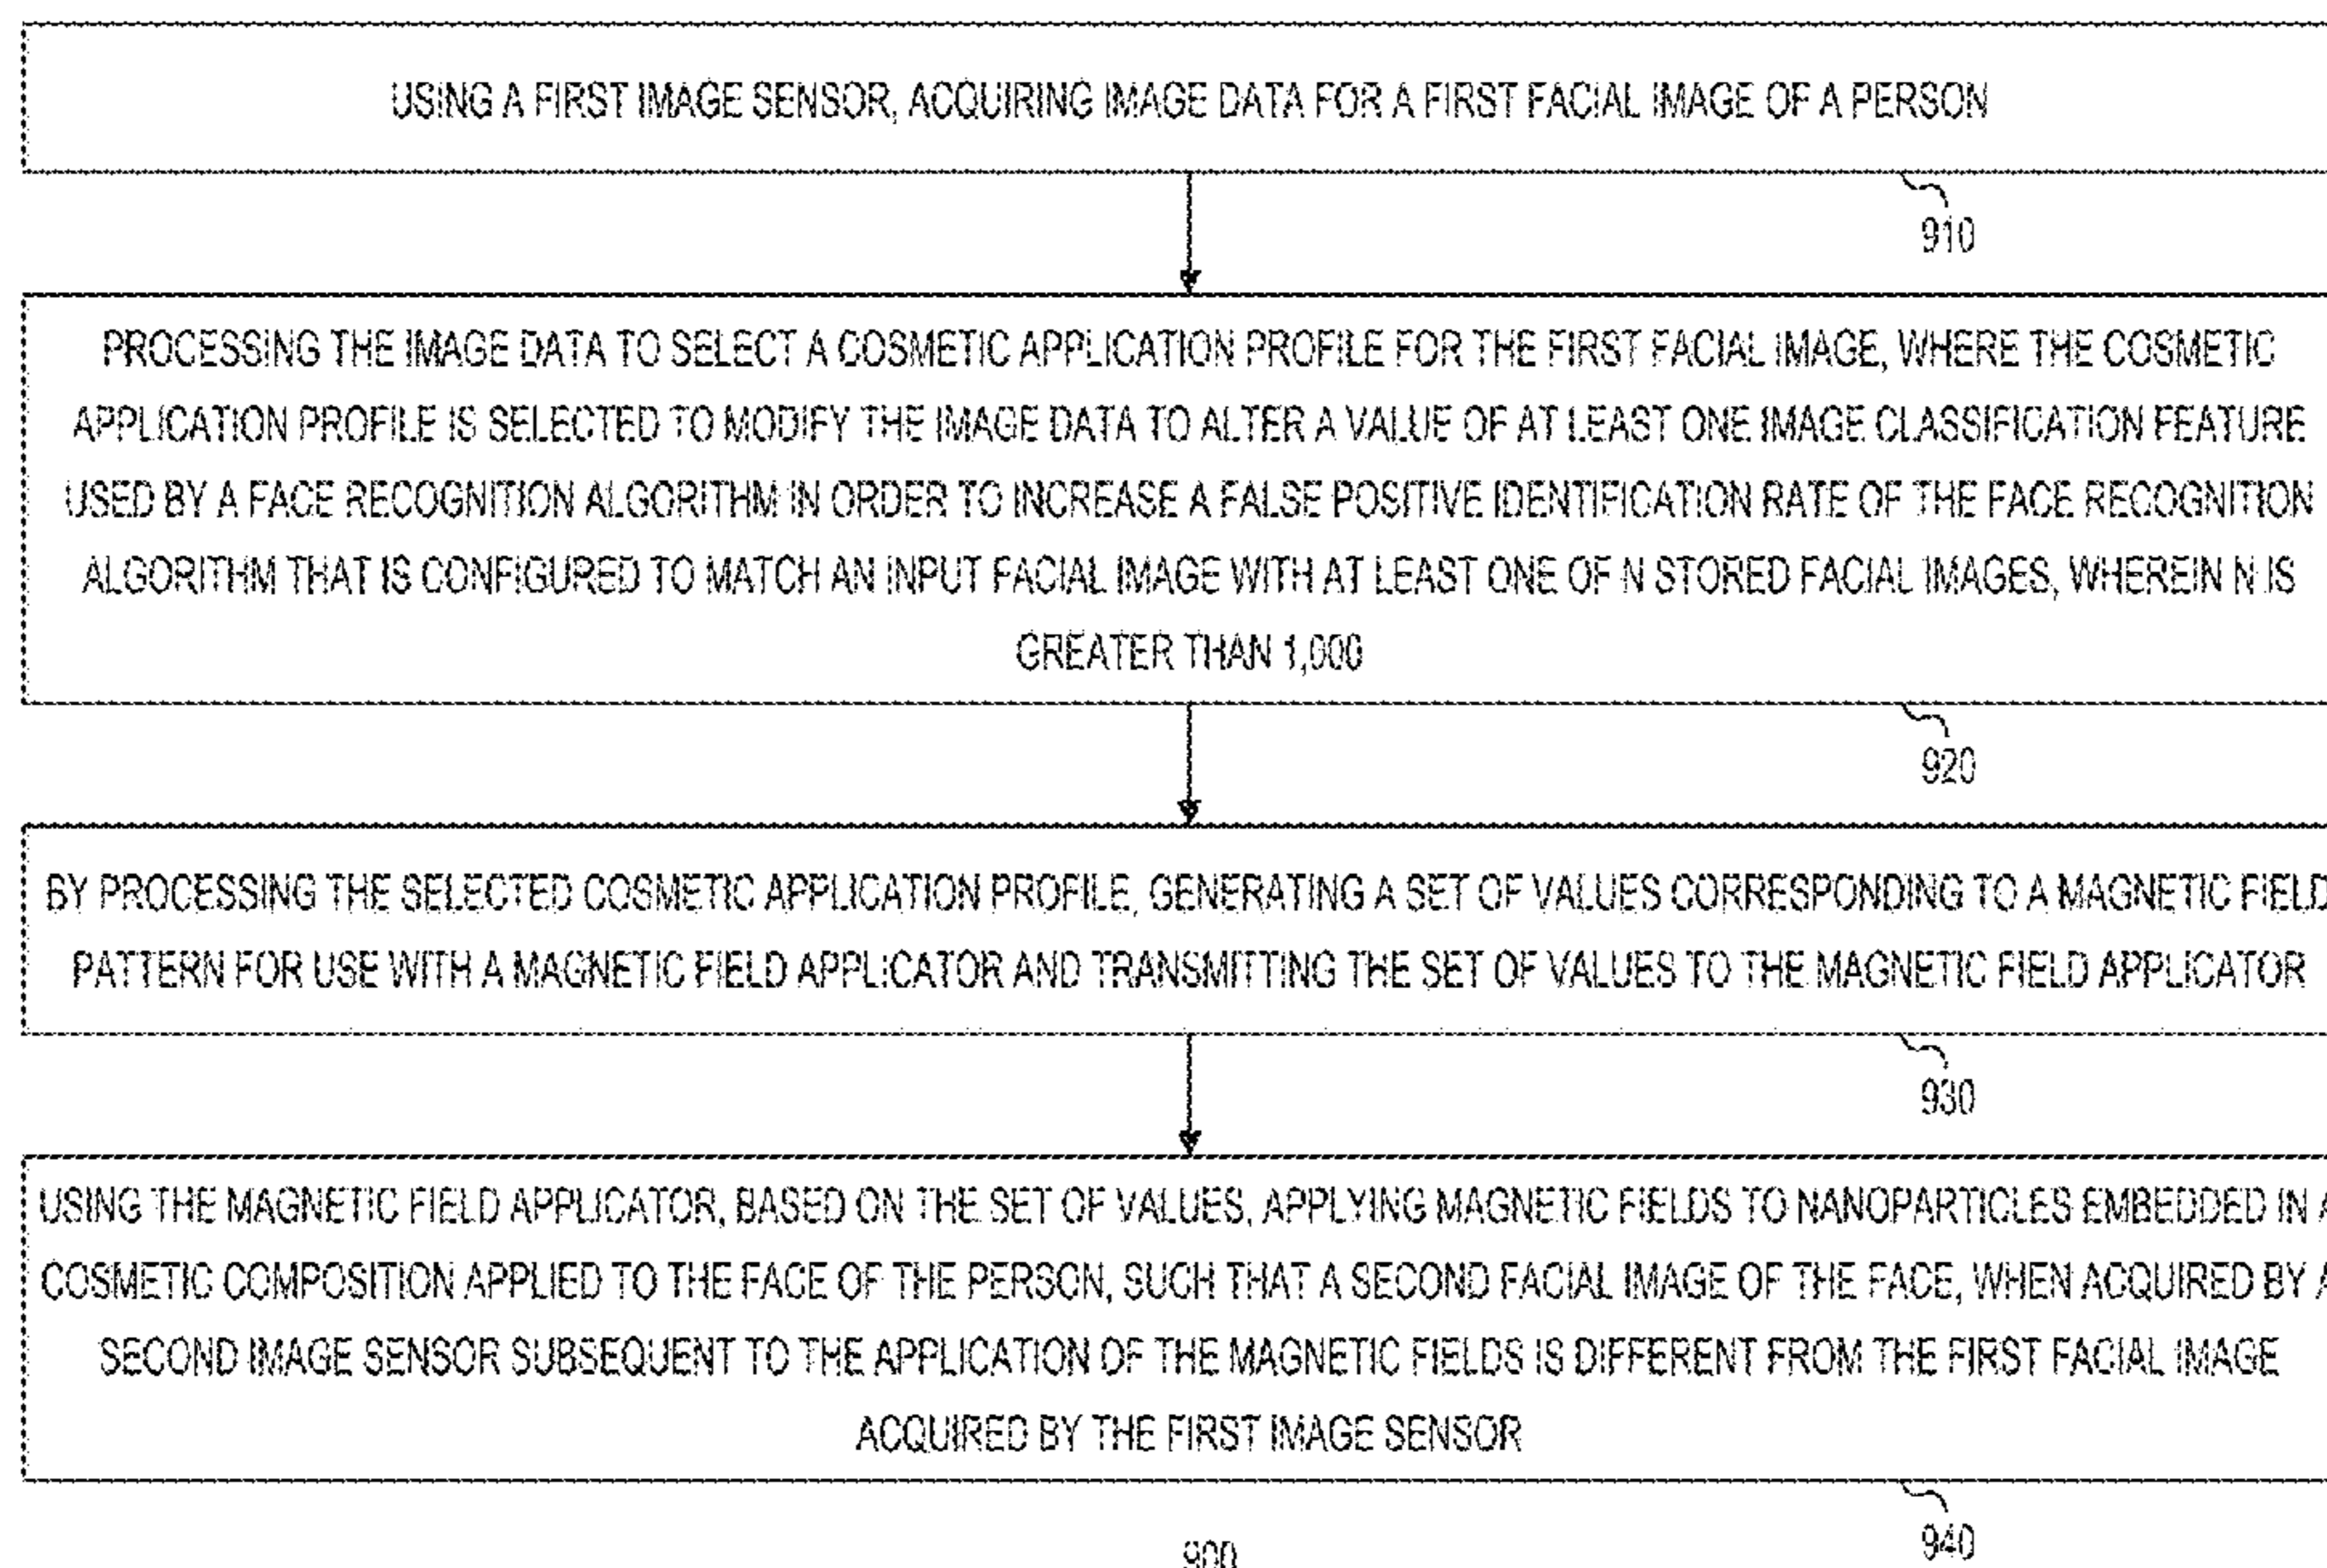 USING A FIRST IMAGE SENSOR, ACQUIRING IMAGE DATA FOR A FIRST FACIAL IMAGE OF A PERSON
910
PROCESSING THE IMAGE DATA TO SELECT A COSMETIC APPLICATION PROFILE FOR THE FIRST FACIAL IMAGE, WHERE THE COSMETIC
APPLICATION PROFILE IS SELECTED TO MODIFY THE IMAGE DATA TO ALTER A VALUE OF AT LEAST ONE IMAGE CLASSIFICATION FEATURE
USED BY A FACE RECOGNITION ALGORITHM IN ORDER TO INCREASE A FALSE POSITIVE IDENTIFICATION RATE OF THE FACE RECOGNITION
ALGORITHM THAT IS CONFIGURED TO MATCH AN INPUT FACIAL IMAGE WITH AT LEAST ONE OF N STORED FACIAL IMAGES, WHEREIN N IS
GREATER THAN 1,000
920
BY PROCESSING THE SELECTED COSMETIC APPLICATION PROFILE, GENERATING A SET OF VALUES CORRESPONDING TO A MAGNETIC FIELD
PATTERN FOR USE WITH A MAGNETIC FIELD APPLICATOR AND TRANSMITTING THE SET OF VALUES TO THE MAGNETIC FIELD APPLICATOR
930
USING THE MAGNETIC FIELD APPLICATOR, BASED ON THE SET OF VALUES, APPLYING MAGNETIC FIELDS TO NANOPARTICLES EMBEDDED IN A
COSMETIC COMPOSITION APPLIED TO THE FACE OF THE PERSON, SUCH THAT A SECOND FACIAL IMAGE OF THE FACE, WHEN ACQUIRED BY A
SECOND IMAGE SENSOR SUBSEQUENT TO THE APPLICATION OF THE MAGNETIC FIELDS IS DIFFERENT FROM THE FIRST FACIAL IMAGE
ACQUIRED BY THE FIRST IMAGE SENSOR
940
900